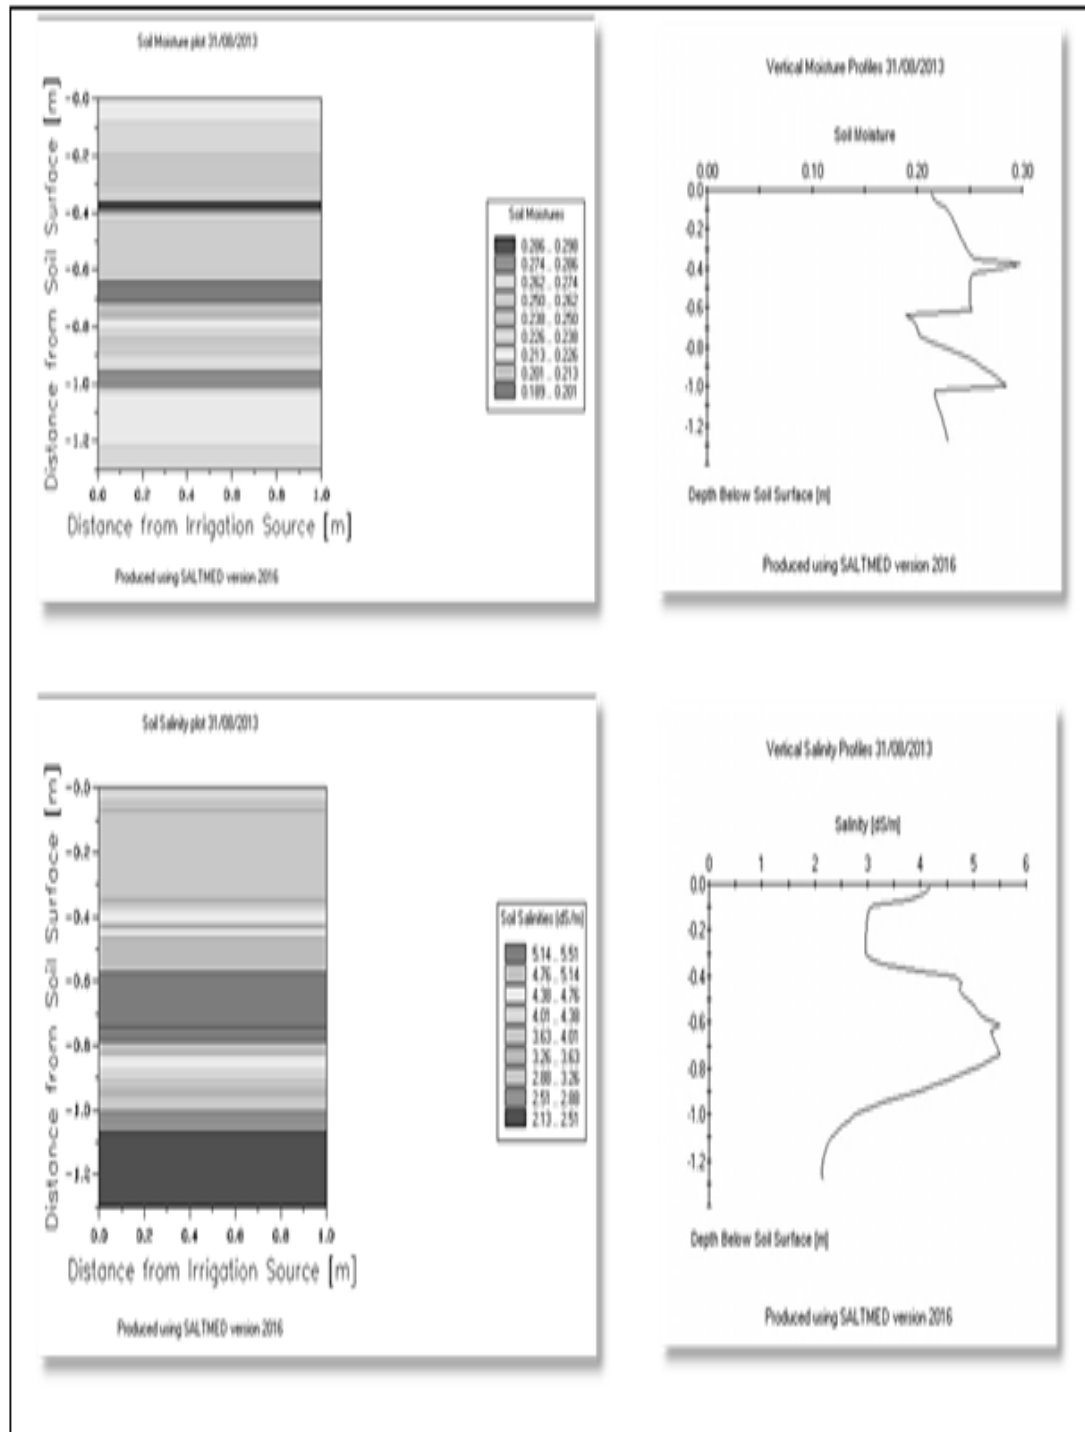 Soil Moisture plot 31/08/2013
Distance from Soil Surface [m]
-0.0
-0.2
-0.4
-0.6
-0.8
-1.0
-1.2
0.0 0.2 0.4 0.6 0.8 1.0
Distance from Irrigation Source [m]
Produced using SALTMED version 2016
Soil Moistures
0.286 .. 0.298
0.274 .. 0.286
0.262 .. 0.274
0.250 .. 0.262
0.238 .. 0.250
0.226 .. 0.238
0.213 .. 0.226
0.201 .. 0.213
0.189 .. 0.201
Vertical Moisture Profiles 31/08/2013
Soil Moisture
0.00 0.10 0.20 0.30
0.0
-0.2
-0.4
-0.6
-0.8
-1.0
-1.2
Depth Below Soil Surface [m]
Produced using SALTMED version 2016
Soil Salinity plot 31/08/2013
Distance from Soil Surface [m]
-0.0
-0.2
-0.4
-0.6
-0.8
-1.0
-1.2
0.0 0.2 0.4 0.6 0.8 1.0
Distance from Irrigation Source [m]
Produced using SALTMED version 2016
Soil Salinities [dS/m]
5.14 .. 5.51
4.76 .. 5.14
4.38 .. 4.76
4.01 .. 4.38
3.63 .. 4.01
3.26 .. 3.63
2.88 .. 3.26
2.51 .. 2.88
2.13 .. 2.51
Vertical Salinity Profiles 31/08/2013
Salinity [dS/m]
0 1 2 3 4 5 6
0.0
-0.2
-0.4
-0.6
-0.8
-1.0
-1.2
Depth Below Soil Surface [m]
Produced using SALTMED version 2016